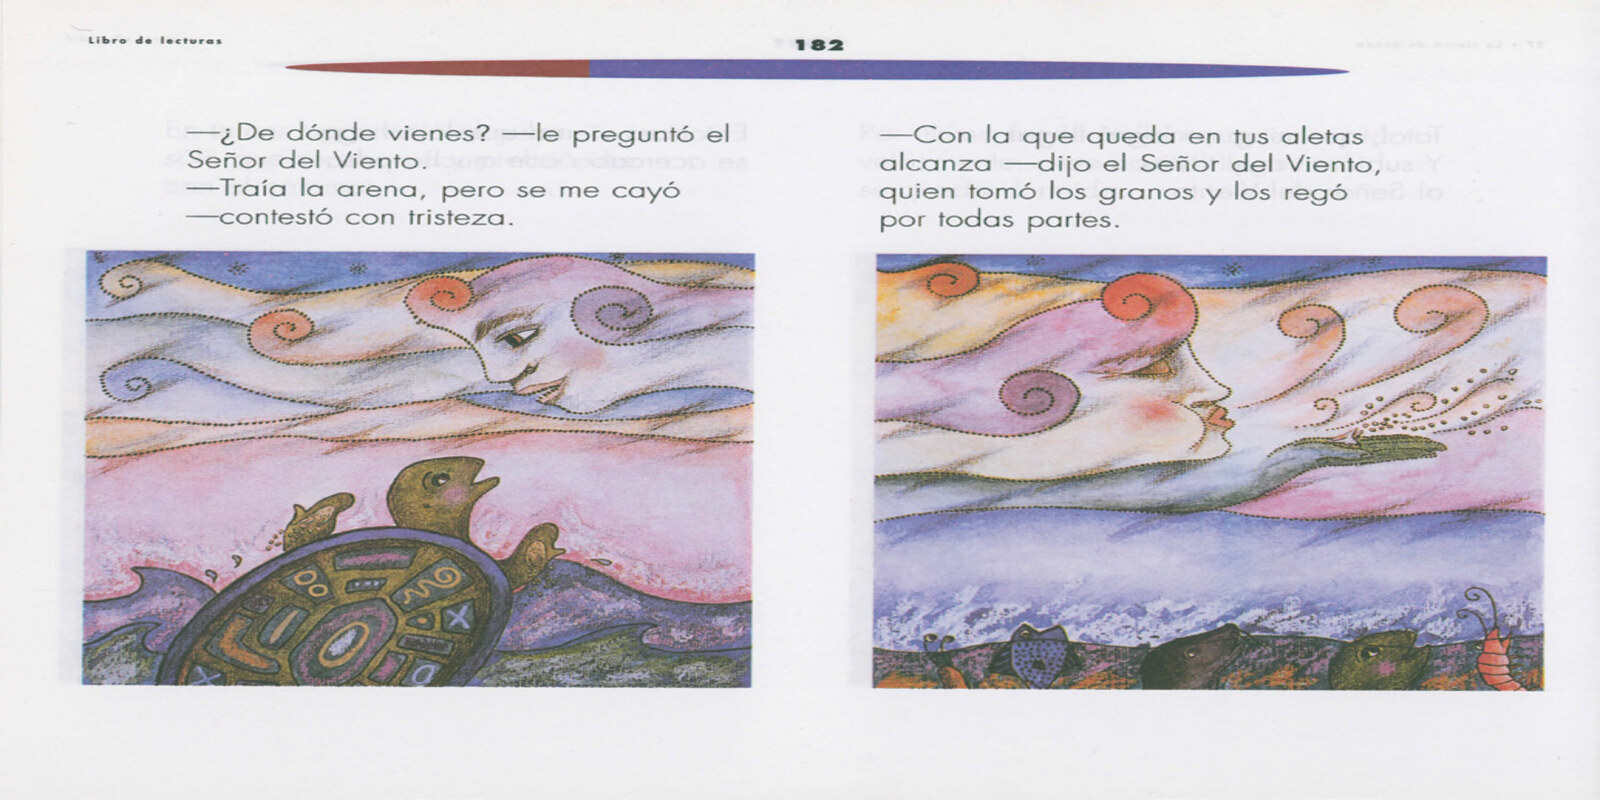 Libro de lecturas
182
—¿De dónde vienes? —le preguntó el
Señor del Viento.
—Traía la arena, pero se me cayó
—contestó con tristeza.
—Con la que queda en tus aletas
alcanza —dijo el Señor del Viento,
quien tomó los granos y los regó
por todas partes.